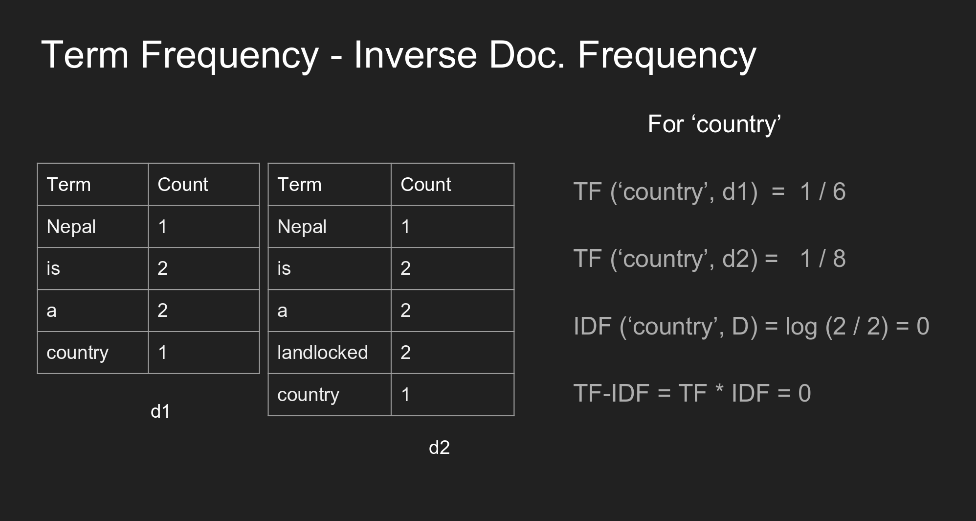 Term Frequency - Inverse Doc. Frequency
For ‘country’
Term Count
Nepal 1
is 2
a 2
country 1
d1
Term Count
Nepal 1
is 2
a 2
landlocked 2
country 1
d2
TF (‘country’, d1) = 1 / 6
TF (‘country’, d2) = 1 / 8
IDF (‘country’, D) = log (2 / 2) = 0
TF-IDF = TF * IDF = 0